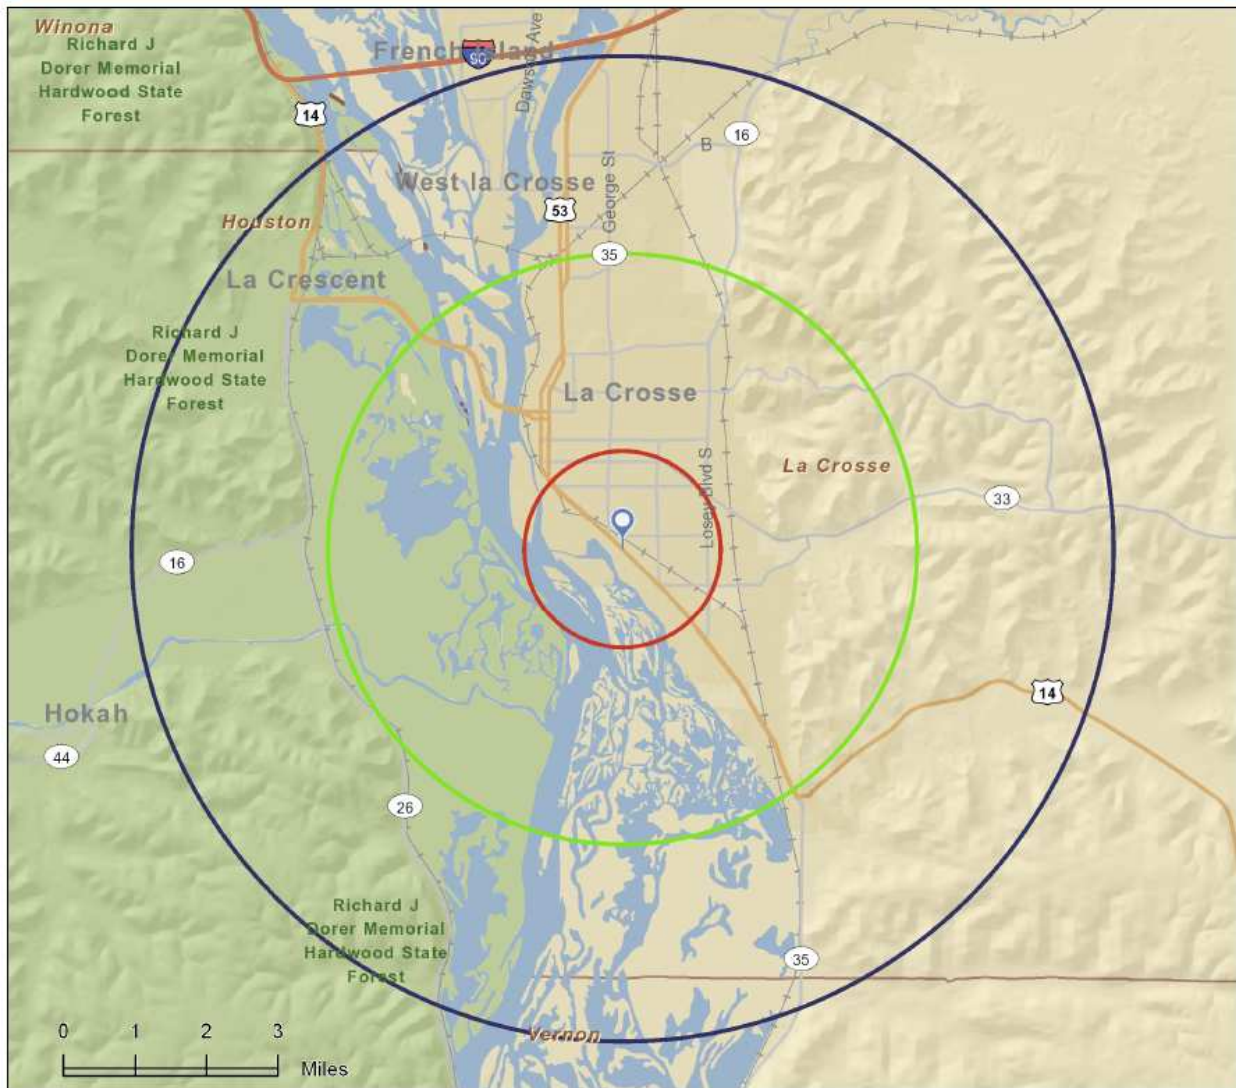 Winona
Richard J
Dorer Memorial
Hardwood State
Forest
French Island
90
Dawson Ave
14
16
B
West la Crosse
George St
53
Houston
35
La Crescent
Richard J
Dorer Memorial
Hardwood State
Forest
La Crosse
La Crosse
Losey Blvd S
33
16
14
Hokah
44
26
Richard J
Dorer Memorial
Hardwood State
Forest
35
Vernon
0 1 2 3
Miles